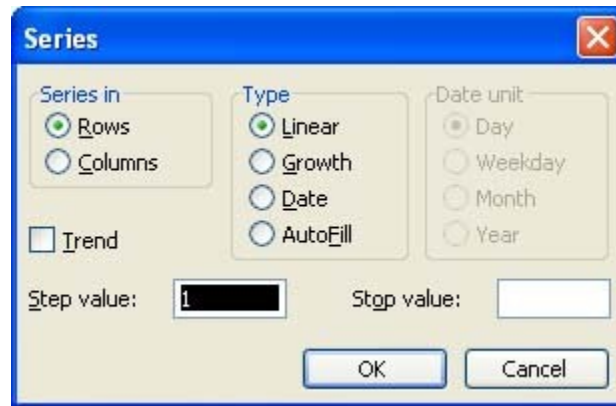 Series
Series in
Rows
Columns
Trend
Type
Linear
Growth
Date
AutoFill
Date unit
Day
Weekday
Month
Year
Step value: 1
Stop value:
OK
Cancel